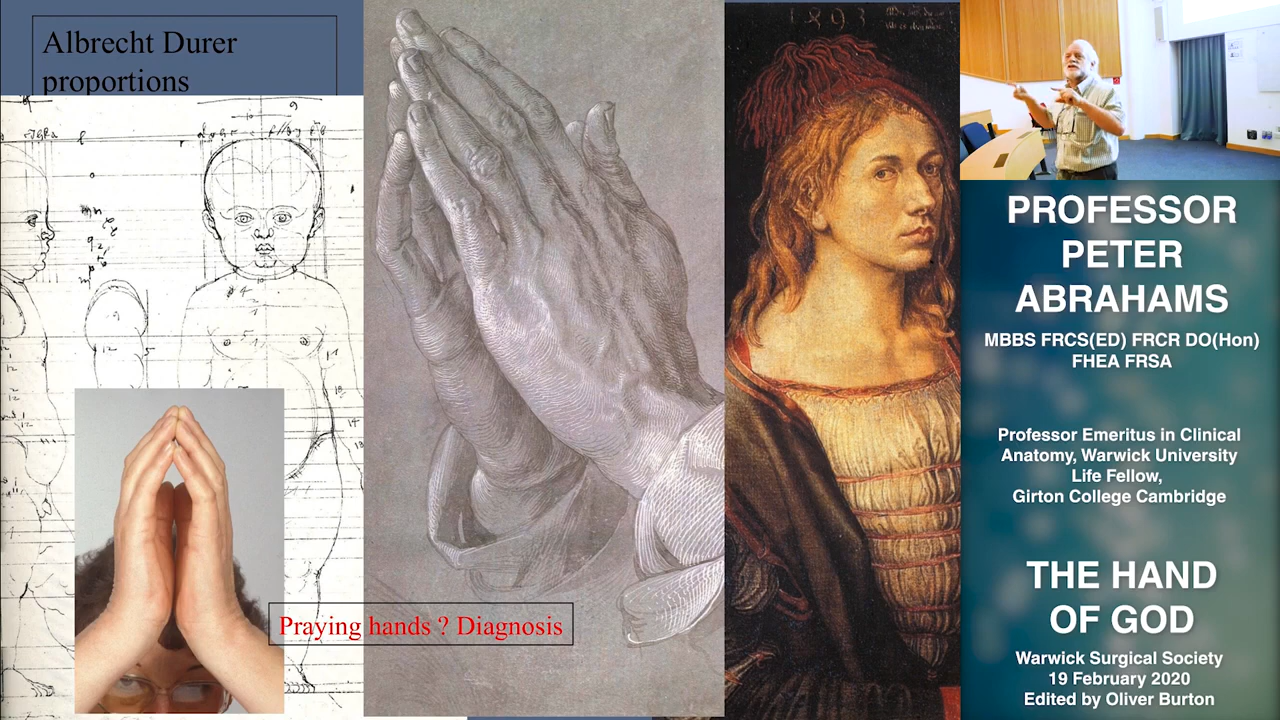 Albrecht Durer
proportions
Praying hands ? Diagnosis
PROFESSOR
PETER
ABRAHAMS
MBBS FRCS(ED) FRCR DO(Hon)
FHEA FRSA
Professor Emeritus in Clinical
Anatomy, Warwick University
Life Fellow,
Girton College Cambridge
THE HAND
OF GOD
Warwick Surgical Society
19 February 2020
Edited by Oliver Burton